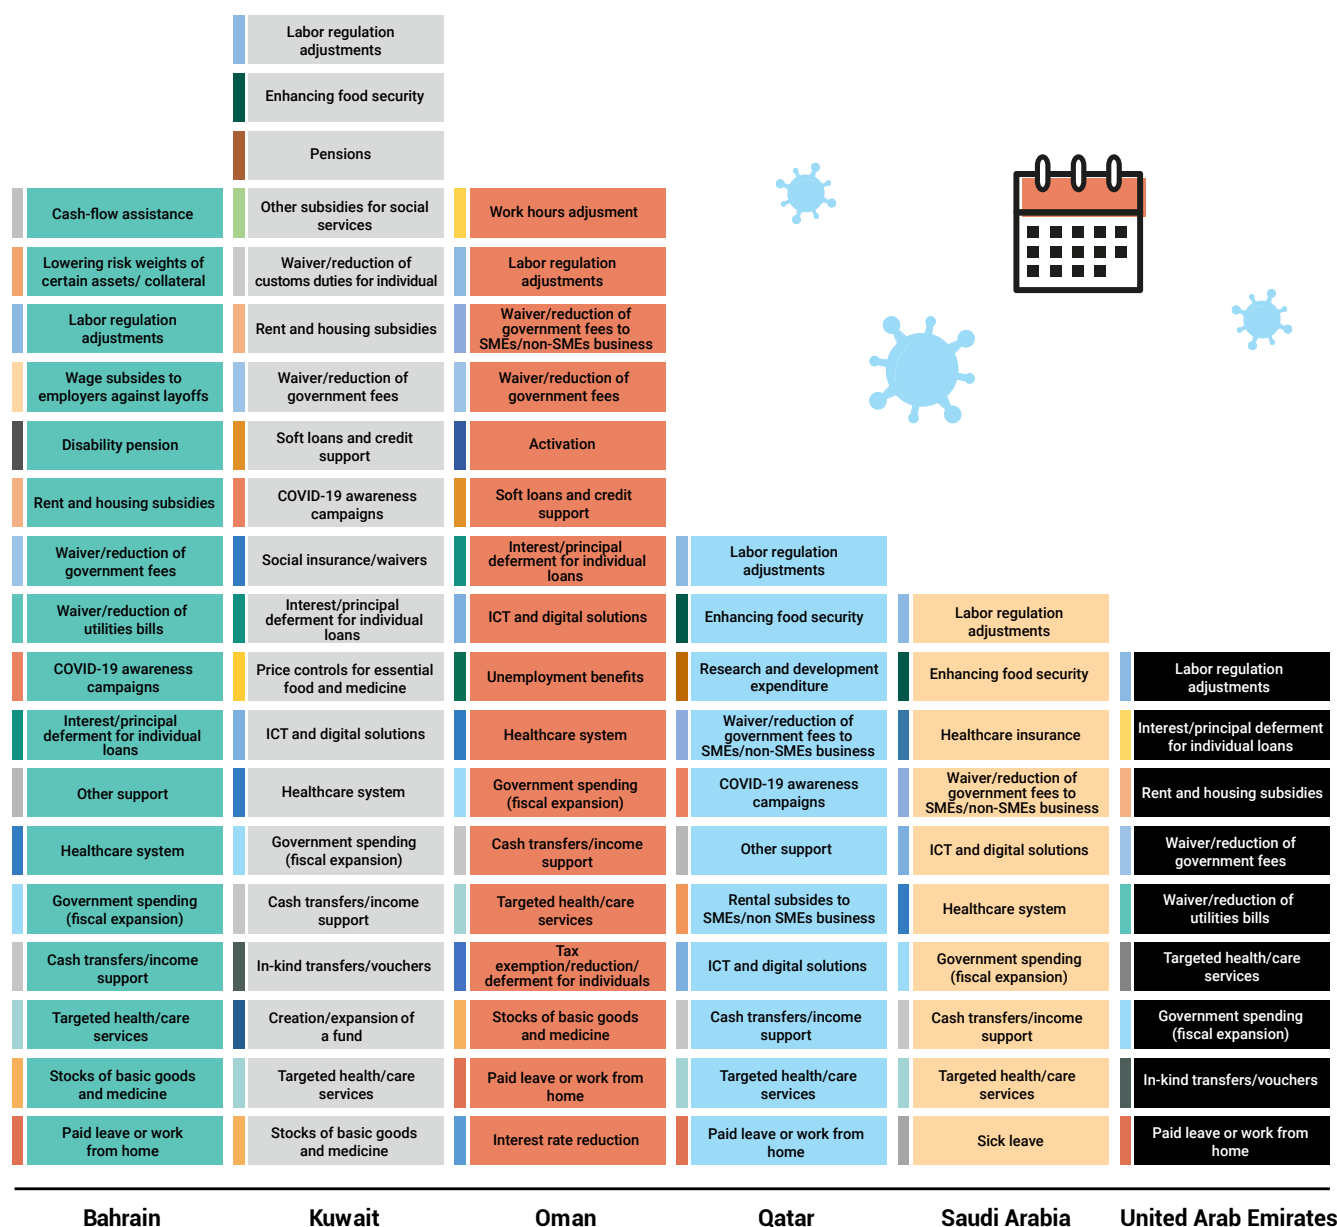 Cash-flow assistance
Lowering risk weights of
certain assets/ collateral
Labor regulation
adjustments
Wage subsides to
employers against layoffs
Disability pension
Rent and housing subsidies
Waiver/reduction of
government fees
Waiver/reduction of
utilities bills
COVID-19 awareness
campaigns
Interest/principal
deferment for individual
loans
Other support
Healthcare system
Government spending
(fiscal expansion)
Cash transfers/income
support
Targeted health/care
services
Stocks of basic goods
and medicine
Paid leave or work
from home
Bahrain
Labor regulation
adjustments
Enhancing food security
Pensions
Other subsidies for social
services
Waiver/reduction of
customs duties for individual
Rent and housing subsidies
Waiver/reduction of
government fees
Soft loans and credit
support
COVID-19 awareness
campaigns
Social insurance/waivers
Interest/principal
deferment for individual
loans
Price controls for essential
food and medicine
ICT and digital solutions
Healthcare system
Government spending
(fiscal expansion)
Cash transfers/income
support
In-kind transfers/vouchers
Creation/expansion of
a fund
Targeted health/care
services
Stocks of basic goods
and medicine
Kuwait
Work hours adjusment
Labor regulation
adjustments
Waiver/reduction of
government fees to
SMEs/non-SMEs business
Waiver/reduction of
government fees
Activation
Soft loans and credit
support
Interest/principal
deferment for individual
loans
ICT and digital solutions
Unemployment benefits
Healthcare system
Government spending
(fiscal expansion)
Cash transfers/income
support
Targeted health/care
services
Tax
exemption/reduction/
deferment for individuals
Stocks of basic goods
and medicine
Paid leave or work from
home
Interest rate reduction
Oman
Labor regulation
adjustments
Enhancing food security
Research and development
expenditure
Waiver/reduction of
government fees to
SMEs/non-SMEs business
COVID-19 awareness
campaigns
Other support
Rental subsides to
SMEs/non SMEs business
ICT and digital solutions
Cash transfers/income
support
Targeted health/care
services
Paid leave or work from
home
Qatar
Labor regulation
adjustments
Enhancing food security
Healthcare insurance
Waiver/reduction of
government fees to
SMEs/non-SMEs business
ICT and digital solutions
Healthcare system
Government spending
(fiscal expansion)
Cash transfers/income
support
Targeted health/care
services
Sick leave
Saudi Arabia
Labor regulation
adjustments
Interest/principal deferment
for individual loans
Rent and housing subsidies
Waiver/reduction of
government fees
Waiver/reduction of
utilities bills
Targeted health/care
services
Government spending
(fiscal expansion)
In-kind transfers/vouchers
Paid leave or work from
home
United Arab Emirates